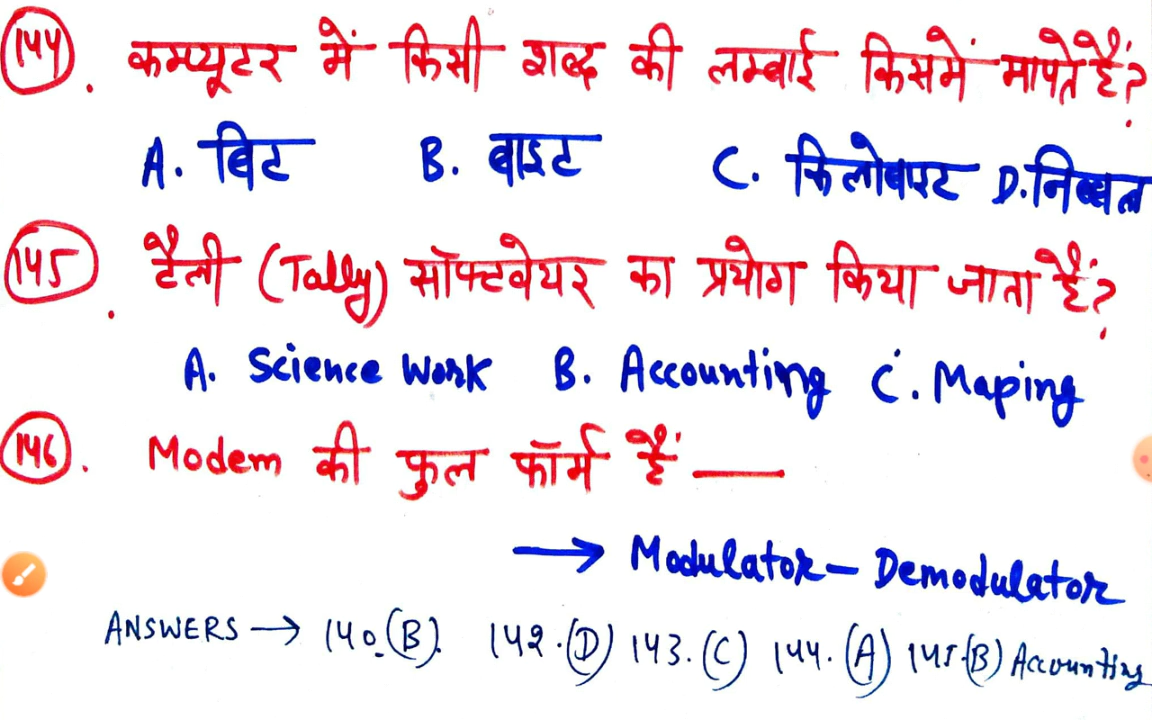 144. कम्प्यूटर में किसी शब्द की लम्बाई किसमें मापते हैं?
A. बिट B. बाइट C. किलोबाइट D. निब्बल
145. टैली (Tally) सॉफ्टवेयर का प्रयोग किया जाता हैं?
A. Science Work B. Accounting C. Maping
146. Modem की फुल फॉर्म हैं ——
→ Modulator – Demodulator
ANSWERS → 140.(B). 142.(D) 143.(C) 144.(A) 145.(B) Accounting